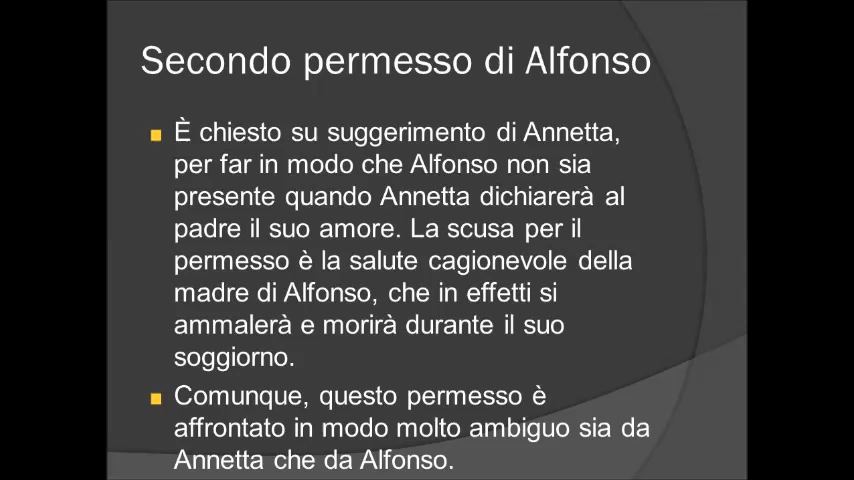 Secondo permesso di Alfonso
È chiesto su suggerimento di Annetta,
per far in modo che Alfonso non sia
presente quando Annetta dichiarerà al
padre il suo amore. La scusa per il
permesso è la salute cagionevole della
madre di Alfonso, che in effetti si
ammalerà e morirà durante il suo
soggiorno.
Comunque, questo permesso è
affrontato in modo molto ambiguo sia da
Annetta che da Alfonso.